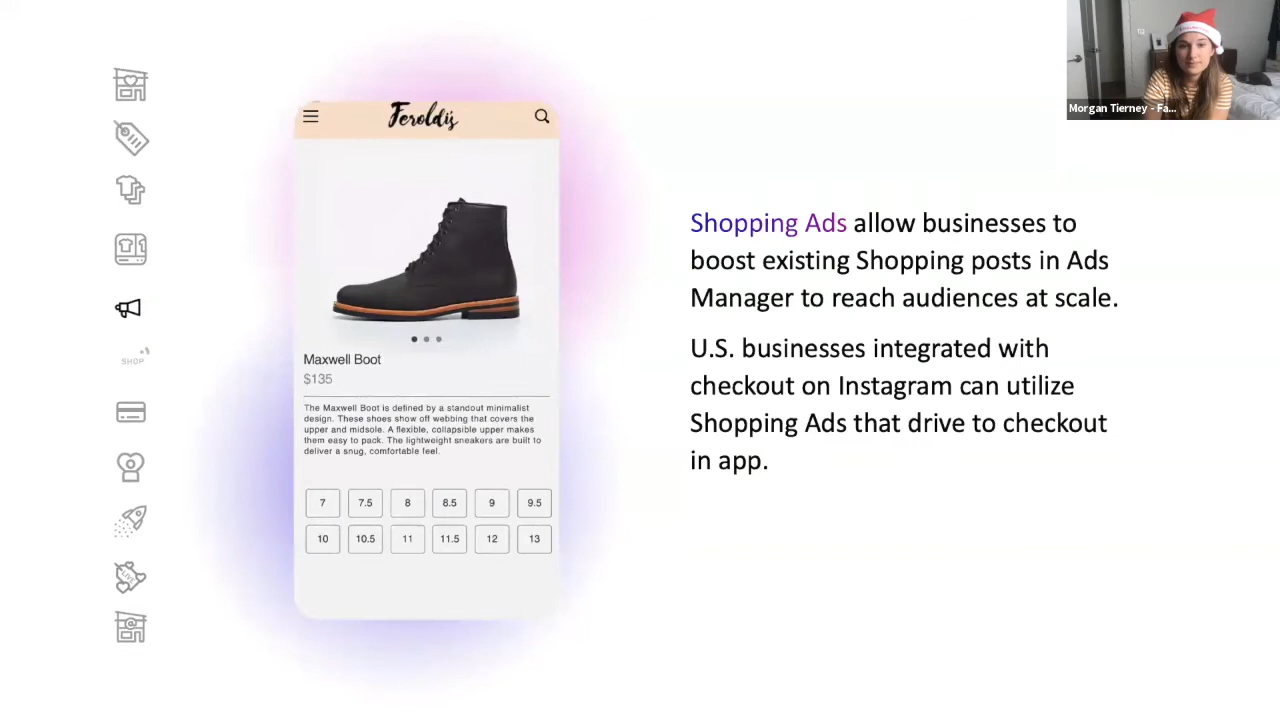 Morgan Tierney - Fa...
Feroldi's
SHOP
LIVE
Maxwell Boot
$135
The Maxwell Boot is defined by a standout minimalist
design. These shoes show off webbing that covers the
upper and midsole. A flexible, collapsible upper makes
them easy to pack. The lightweight sneakers are built to
deliver a snug, comfortable feel.
7 7.5 8 8.5 9 9.5
10 10.5 11 11.5 12 13
Shopping Ads allow businesses to
boost existing Shopping posts in Ads
Manager to reach audiences at scale.
U.S. businesses integrated with
checkout on Instagram can utilize
Shopping Ads that drive to checkout
in app.